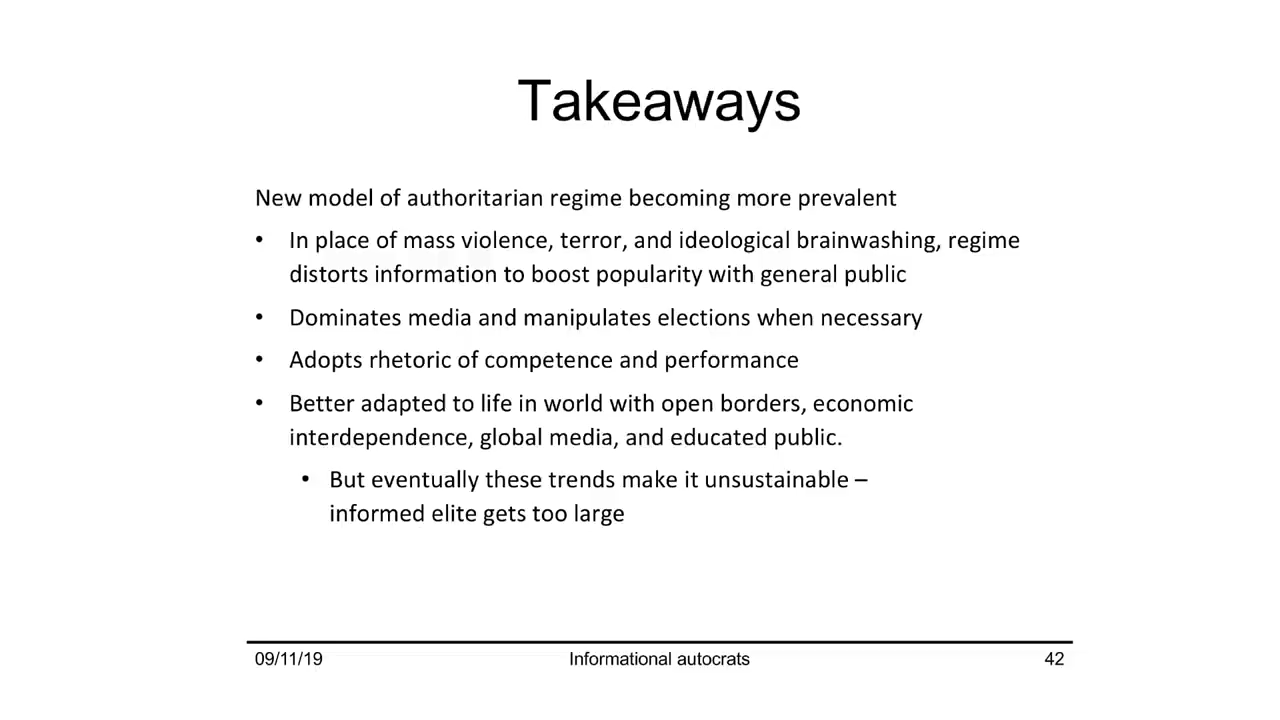 Takeaways
New model of authoritarian regime becoming more prevalent
• In place of mass violence, terror, and ideological brainwashing, regime
distorts information to boost popularity with general public
• Dominates media and manipulates elections when necessary
• Adopts rhetoric of competence and performance
• Better adapted to life in world with open borders, economic
interdependence, global media, and educated public.
• But eventually these trends make it unsustainable –
informed elite gets too large
09/11/19 Informational autocrats 42